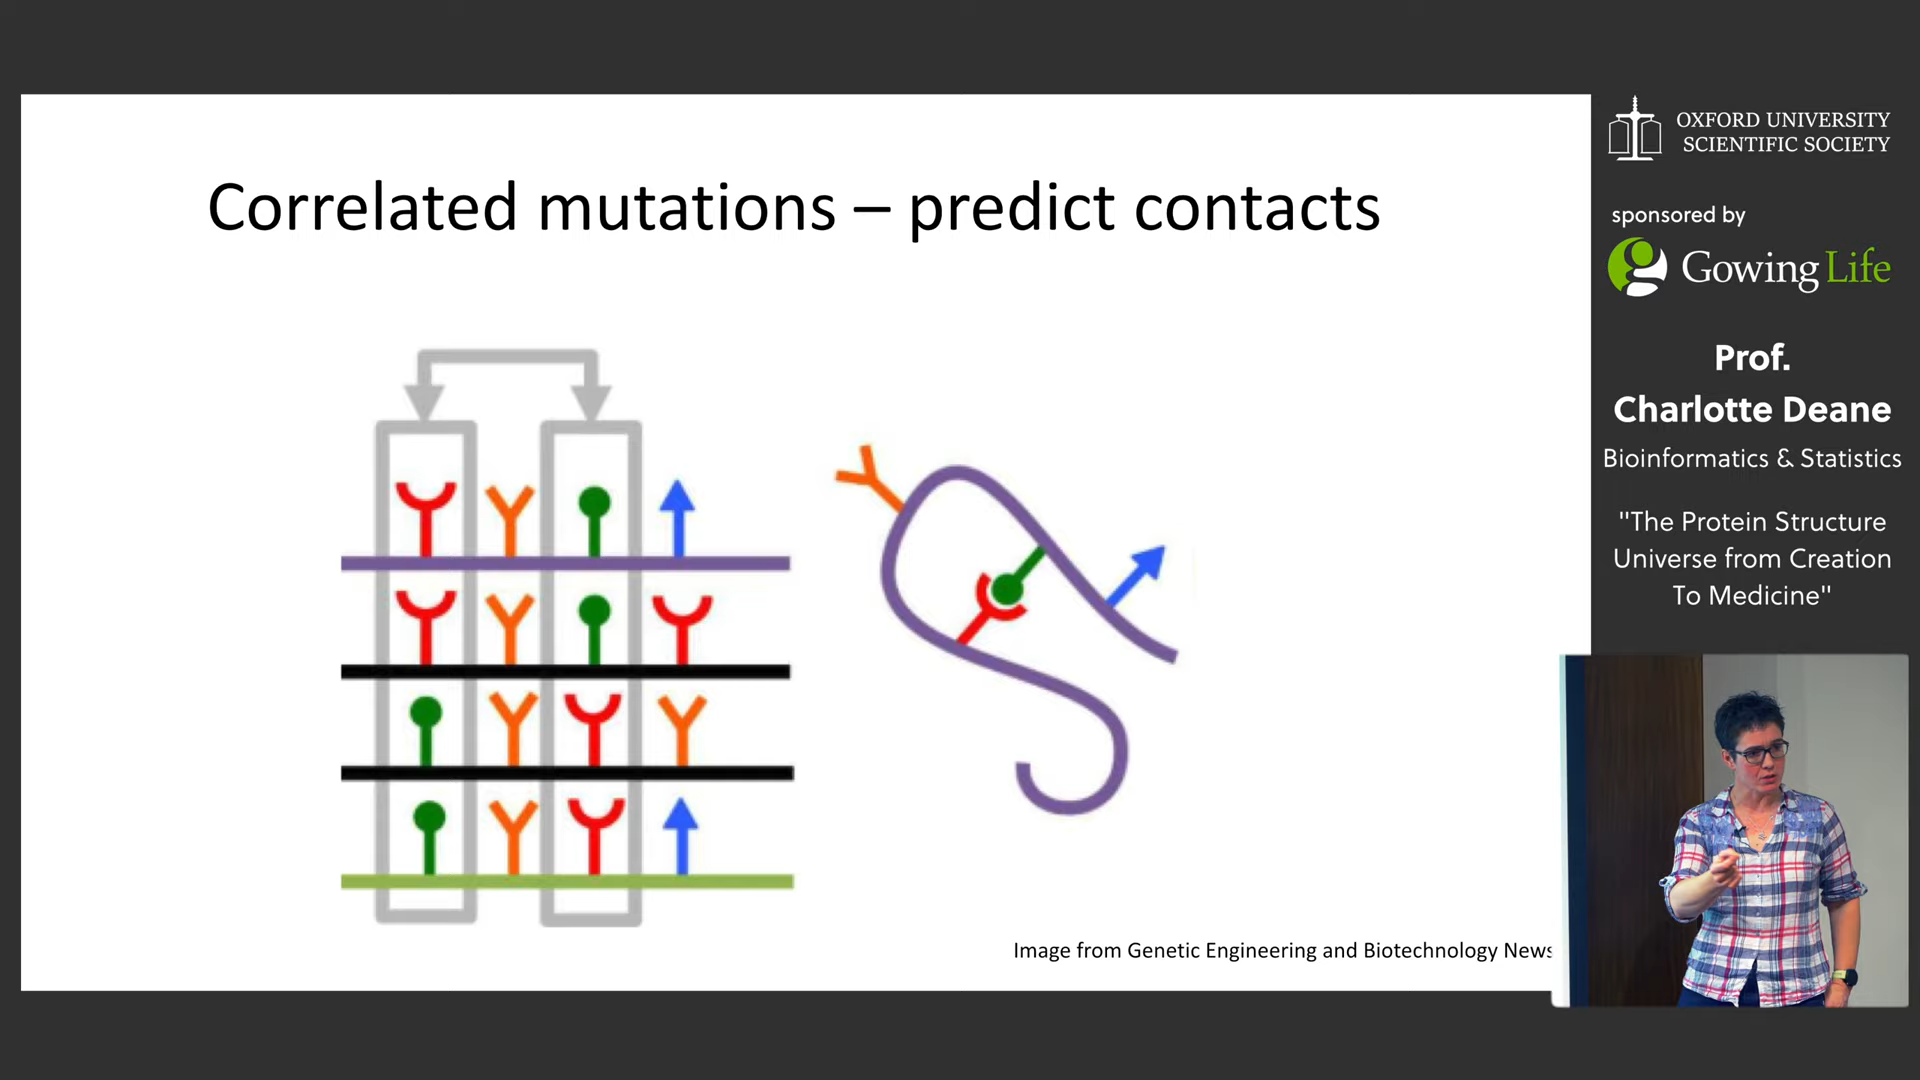 Correlated mutations – predict contacts
Image from Genetic Engineering and Biotechnology News
OXFORD UNIVERSITY
SCIENTIFIC SOCIETY
sponsored by
Gowing Life
Prof.
Charlotte Deane
Bioinformatics & Statistics
"The Protein Structure
Universe from Creation
To Medicine"